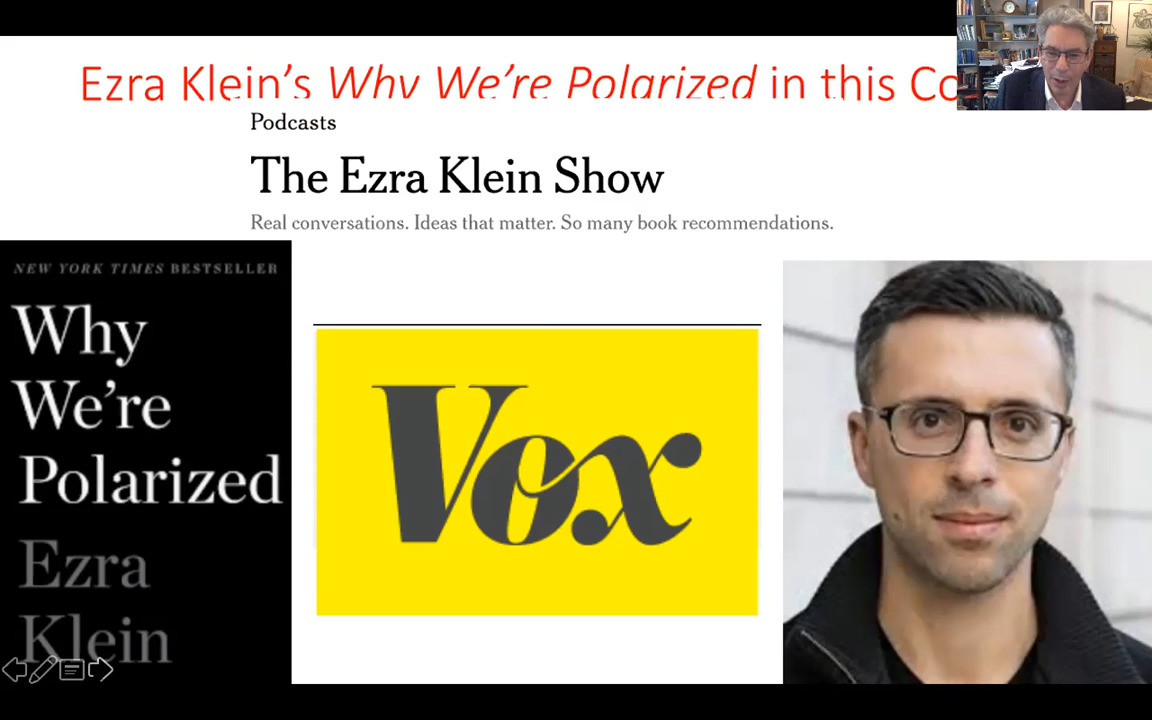 Ezra Klein's Why We're Polarized in this Co
Podcasts
The Ezra Klein Show
Real conversations. Ideas that matter. So many book recommendations.
NEW YORK TIMES BESTSELLER
Why
We're
Polarized
Ezra
Klein
Vox